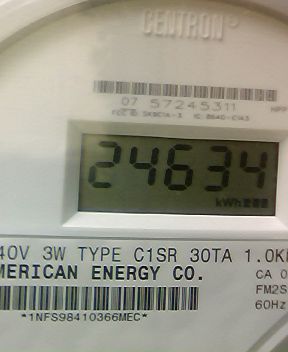 CENTRON
07 57245311
24634
kWh
40V 3W TYPE C1SR 30TA 1.0K
MERICAN ENERGY CO.
CA 0
FM2S
60Hz
*1NFS98410366MEC*